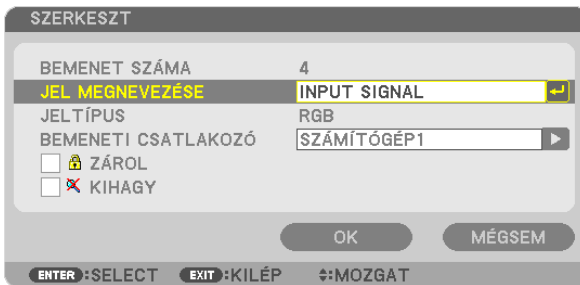 SZERKESZT
BEMENET SZÁMA 4
JEL MEGNEVEZÉSE INPUT SIGNAL
JELTÍPUS RGB
BEMENETI CSATLAKOZÓ SZÁMÍTÓGÉP1
ZÁROL
KIHAGY
OK MÉGSEM
ENTER :SELECT EXIT :KILÉP :MOZGAT